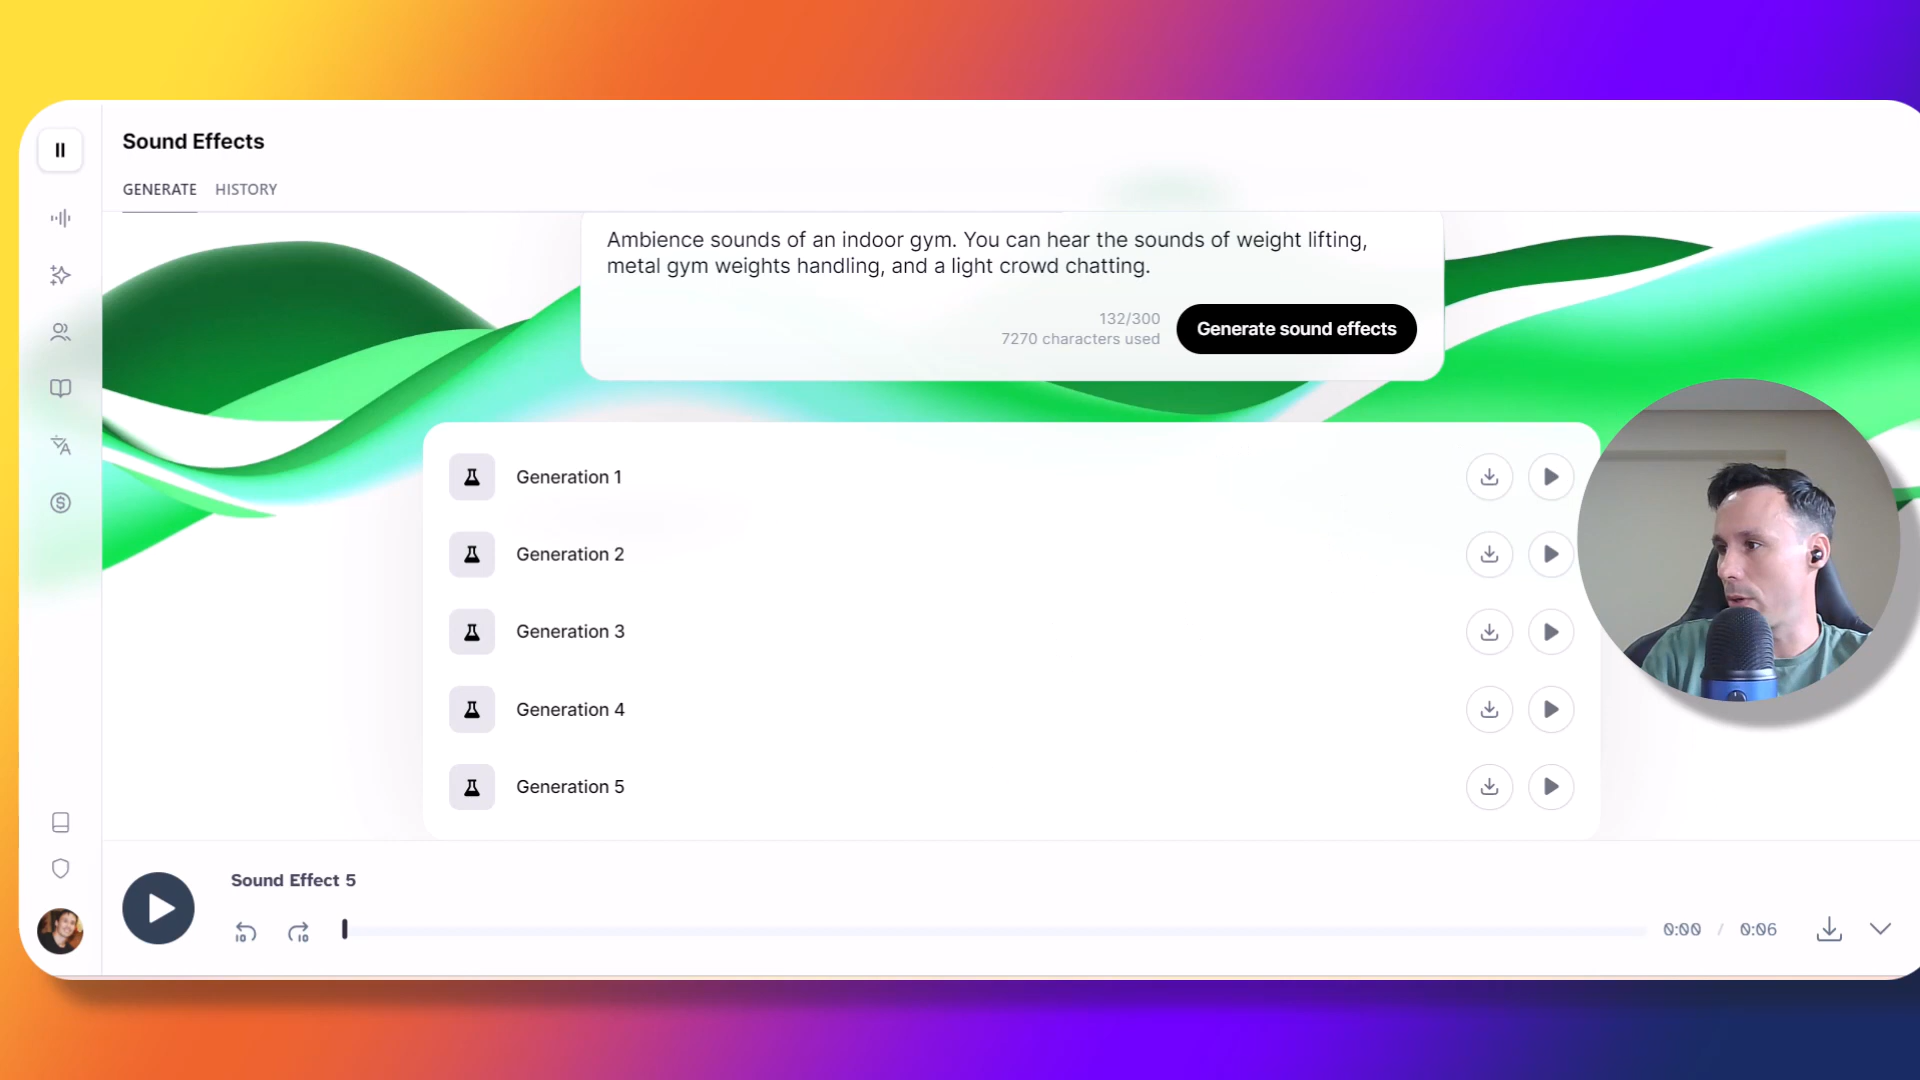 Sound Effects
GENERATE HISTORY
Ambience sounds of an indoor gym. You can hear the sounds of weight lifting,
metal gym weights handling, and a light crowd chatting.
132/300
7270 characters used
Generate sound effects
Generation 1
Generation 2
Generation 3
Generation 4
Generation 5
Sound Effect 5
10 10
0:00 / 0:06